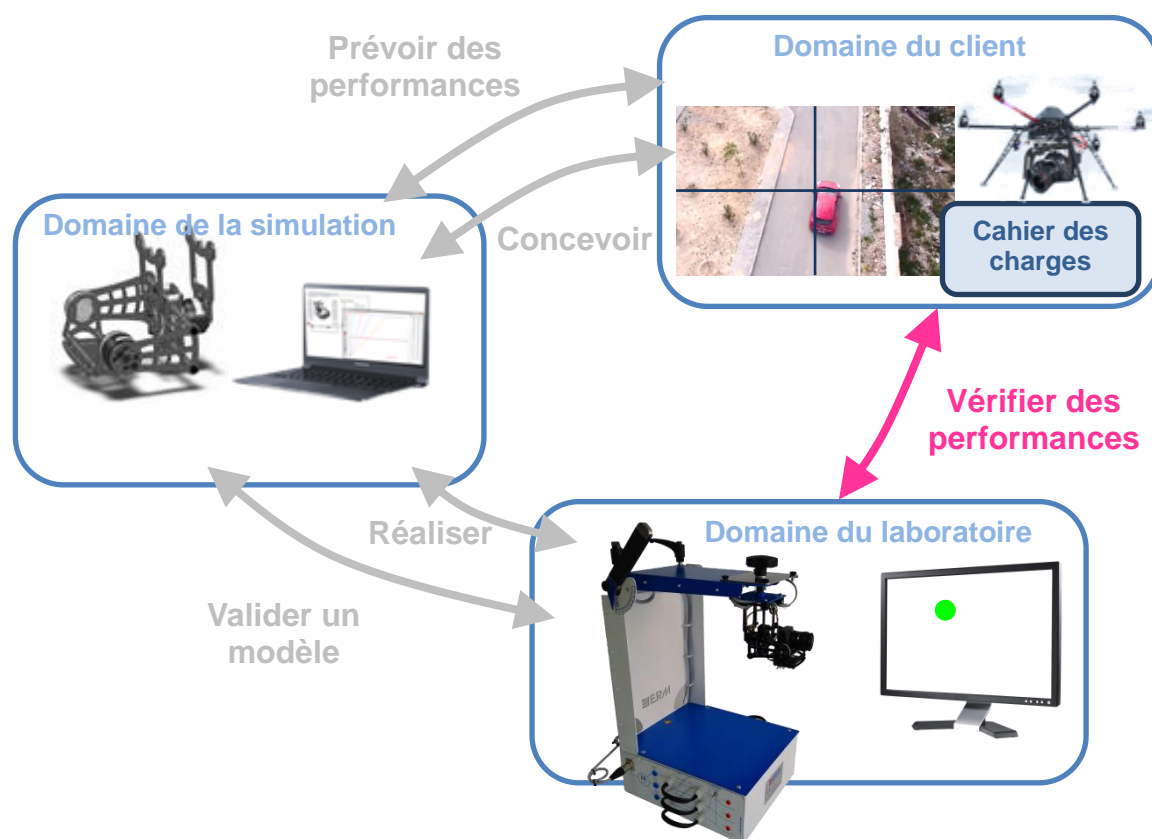 Prévoir des
performances
Domaine du client
Domaine de la simulation
Concevoir
Cahier des
charges
Vérifier des
performances
Réaliser
Domaine du laboratoire
Valider un
modèle
ERM